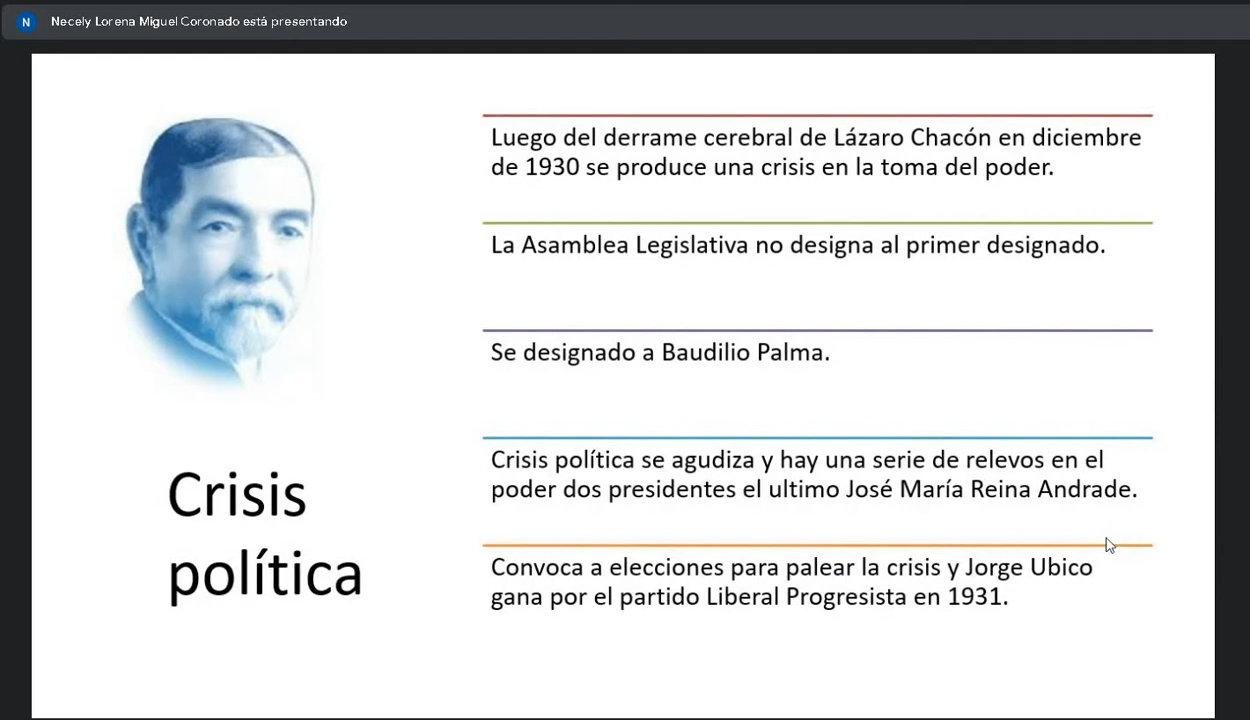 N
Necely Lorena Miguel Coronado está presentando
Luego del derrame cerebral de Lázaro Chacón en diciembre
de 1930 se produce una crisis en la toma del poder.
La Asamblea Legislativa no designa al primer designado.
Se designado a Baudilio Palma.
Crisis política se agudiza y hay una serie de relevos en el
poder dos presidentes el ultimo José María Reina Andrade.
Convoca a elecciones para palear la crisis y Jorge Ubico
gana por el partido Liberal Progresista en 1931.
Crisis
política